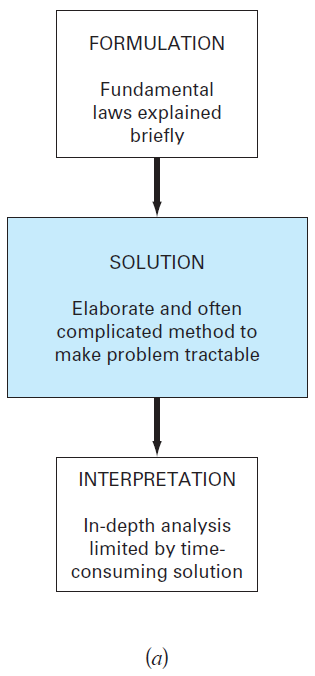 FORMULATION
Fundamental
laws explained
briefly
SOLUTION
Elaborate and often
complicated method to
make problem tractable
INTERPRETATION
In-depth analysis
limited by time-
consuming solution
(a)